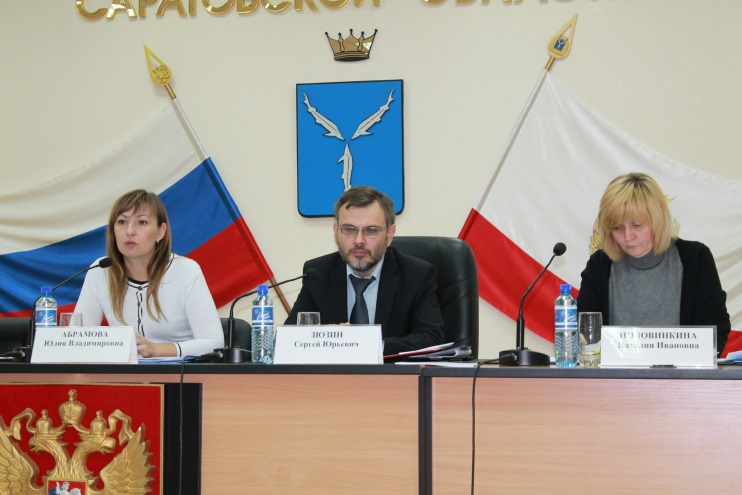 САРАТОВСКОЙ
АБРАМОВА
Юлия Владимировна
ЗЮЗИН
Сергей Юрьевич
Ивановна